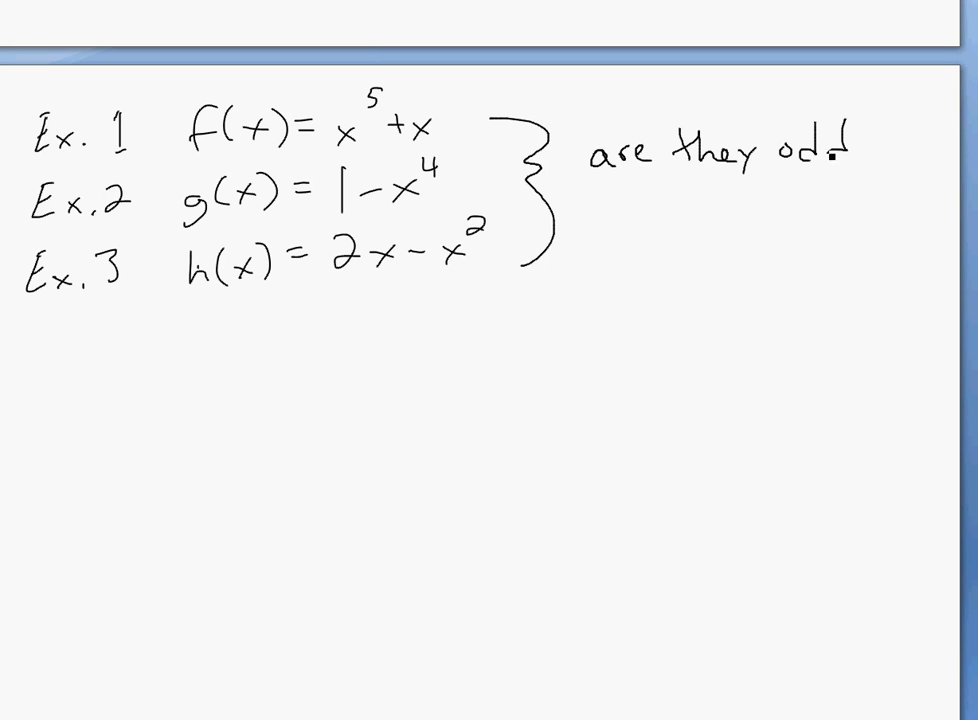 Ex. 1 f(x) = x^5 + x
Ex. 2 g(x) = 1 - x^4
Ex. 3 h(x) = 2x - x^2
are they odd